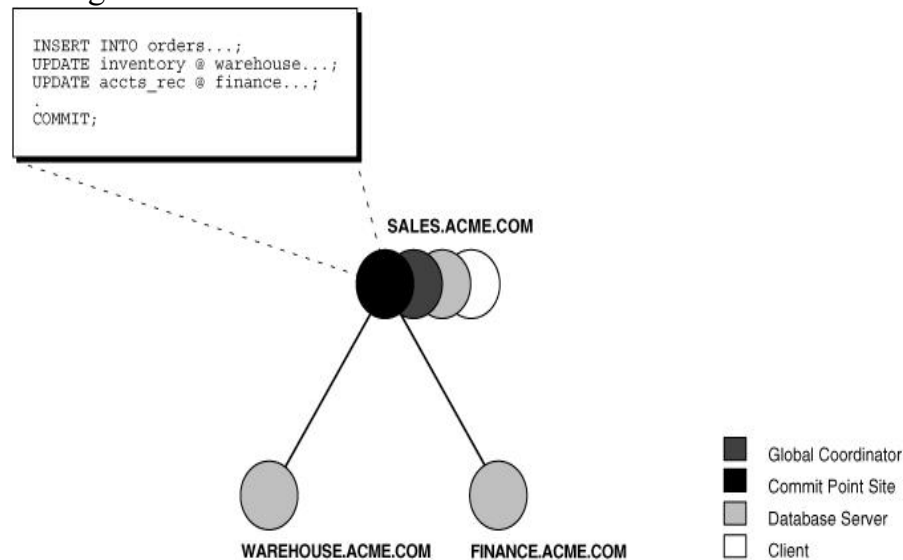 INSERT INTO orders...;
UPDATE inventory @ warehouse...;
UPDATE accts_rec @ finance...;
.
COMMIT;
SALES.ACME.COM
WAREHOUSE.ACME.COM
FINANCE.ACME.COM
Global Coordinator
Commit Point Site
Database Server
Client